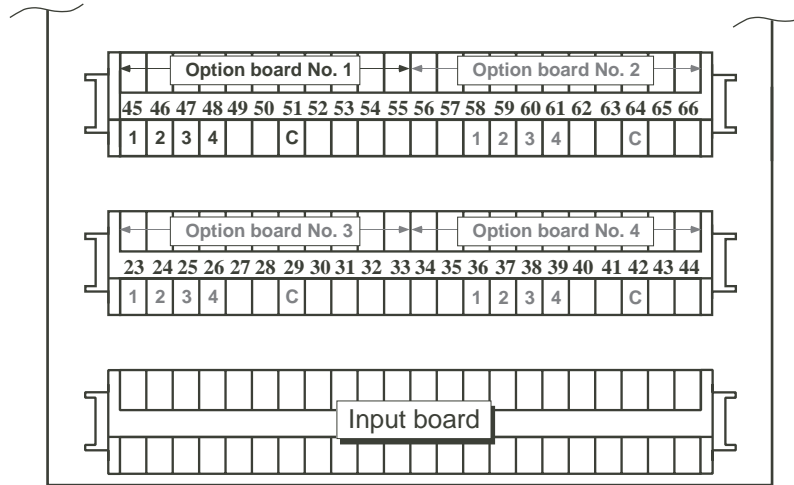 Option board No. 1 Option board No. 2
45 46 47 48 49 50 51 52 53 54 55 56 57 58 59 60 61 62 63 64 65 66
1 2 3 4 C 1 2 3 4 C
Option board No. 3 Option board No. 4
23 24 25 26 27 28 29 30 31 32 33 34 35 36 37 38 39 40 41 42 43 44
1 2 3 4 C 1 2 3 4 C
Input board